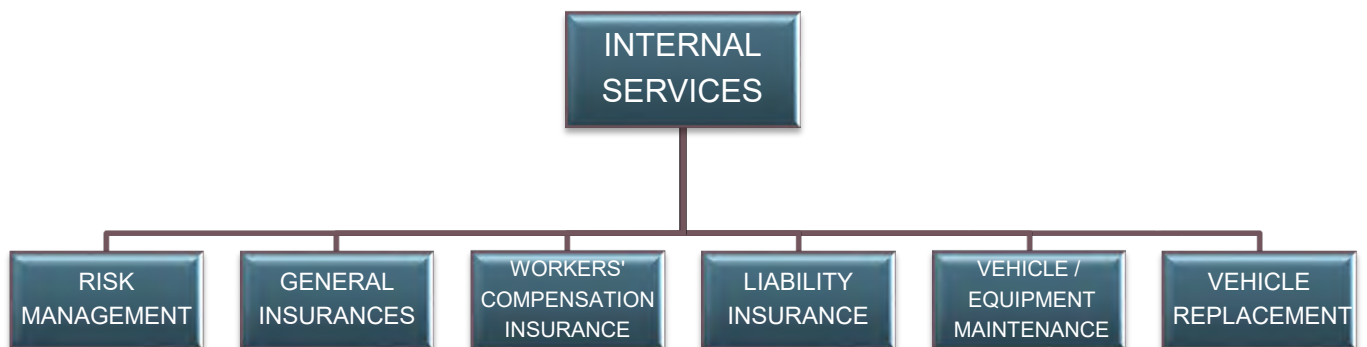 INTERNAL
SERVICES
RISK
MANAGEMENT
GENERAL
INSURANCES
WORKERS'
COMPENSATION
INSURANCE
LIABILITY
INSURANCE
VEHICLE /
EQUIPMENT
MAINTENANCE
VEHICLE
REPLACEMENT